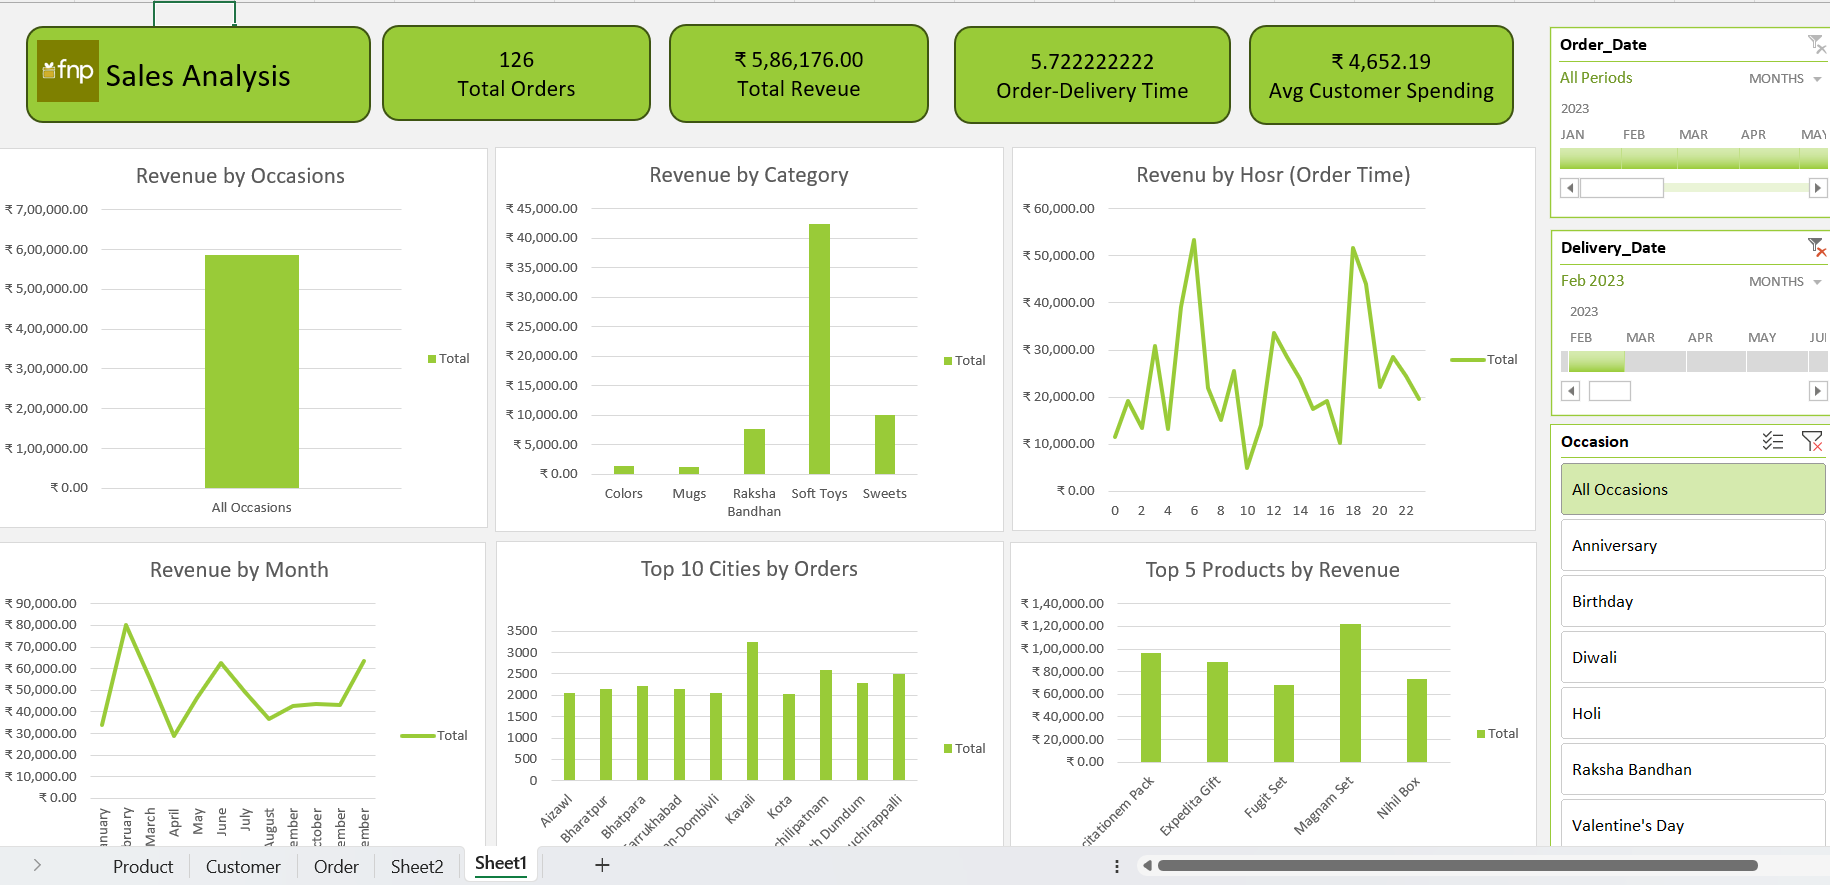 fnp
Sales Analysis
126
Total Orders
₹ 5,86,176.00
Total Reveue
5.722222222
Order-Delivery Time
₹ 4,652.19
Avg Customer Spending
Order_Date
All Periods
MONTHS
2023
JAN FEB MAR APR MAY
Delivery_Date
Feb 2023
MONTHS
2023
FEB MAR APR MAY
Occasion
All Occasions
Anniversary
Birthday
Diwali
Holi
Raksha Bandhan
Valentine's Day
Revenue by Occasions
₹ 7,00,000.00
₹ 6,00,000.00
₹ 5,00,000.00
₹ 4,00,000.00
₹ 3,00,000.00
₹ 2,00,000.00
₹ 1,00,000.00
₹ 0.00
All Occasions
Total
Revenue by Category
₹ 45,000.00
₹ 40,000.00
₹ 35,000.00
₹ 30,000.00
₹ 25,000.00
₹ 20,000.00
₹ 15,000.00
₹ 10,000.00
₹ 5,000.00
₹ 0.00
Colors Mugs Raksha Soft Toys Sweets
Bandhan
Total
Revenu by Hosr (Order Time)
₹ 60,000.00
₹ 50,000.00
₹ 40,000.00
₹ 30,000.00
₹ 20,000.00
₹ 10,000.00
₹ 0.00
0 2 4 6 8 10 12 14 16 18 20 22
Total
Revenue by Month
₹ 90,000.00
₹ 80,000.00
₹ 70,000.00
₹ 60,000.00
₹ 50,000.00
₹ 40,000.00
₹ 30,000.00
₹ 20,000.00
₹ 10,000.00
₹ 0.00
anuary
bruary
March
April
May
June
July
August
ember
ctober
ember
ember
Total
Top 10 Cities by Orders
3500
3000
2500
2000
1500
1000
500
0
Aizawl
Bharatpur
Bhatpara
arrukhabad
an-Dombivli
Kavali
Kota
chilipatnam
h Dumdum
uchirappalli
Total
Top 5 Products by Revenue
₹ 1,40,000.00
₹ 1,20,000.00
₹ 1,00,000.00
₹ 80,000.00
₹ 60,000.00
₹ 40,000.00
₹ 20,000.00
₹ 0.00
citationem Pack
Expedita Gift
Fugit Set
Magnam Set
Nihil Box
Total
Product Customer Order Sheet2 Sheet1